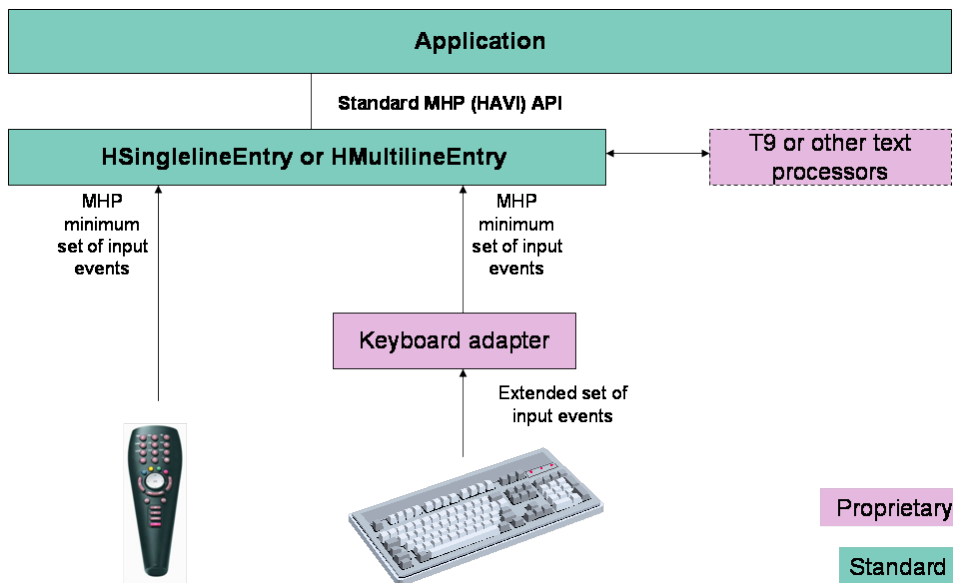 Application
Standard MHP (HAVI) API
HSinglelineEntry or HMultilineEntry
T9 or other text
processors
MHP
minimum
set of input
events
MHP
minimum
set of input
events
Keyboard adapter
Extended set of
input events
Proprietary
Standard